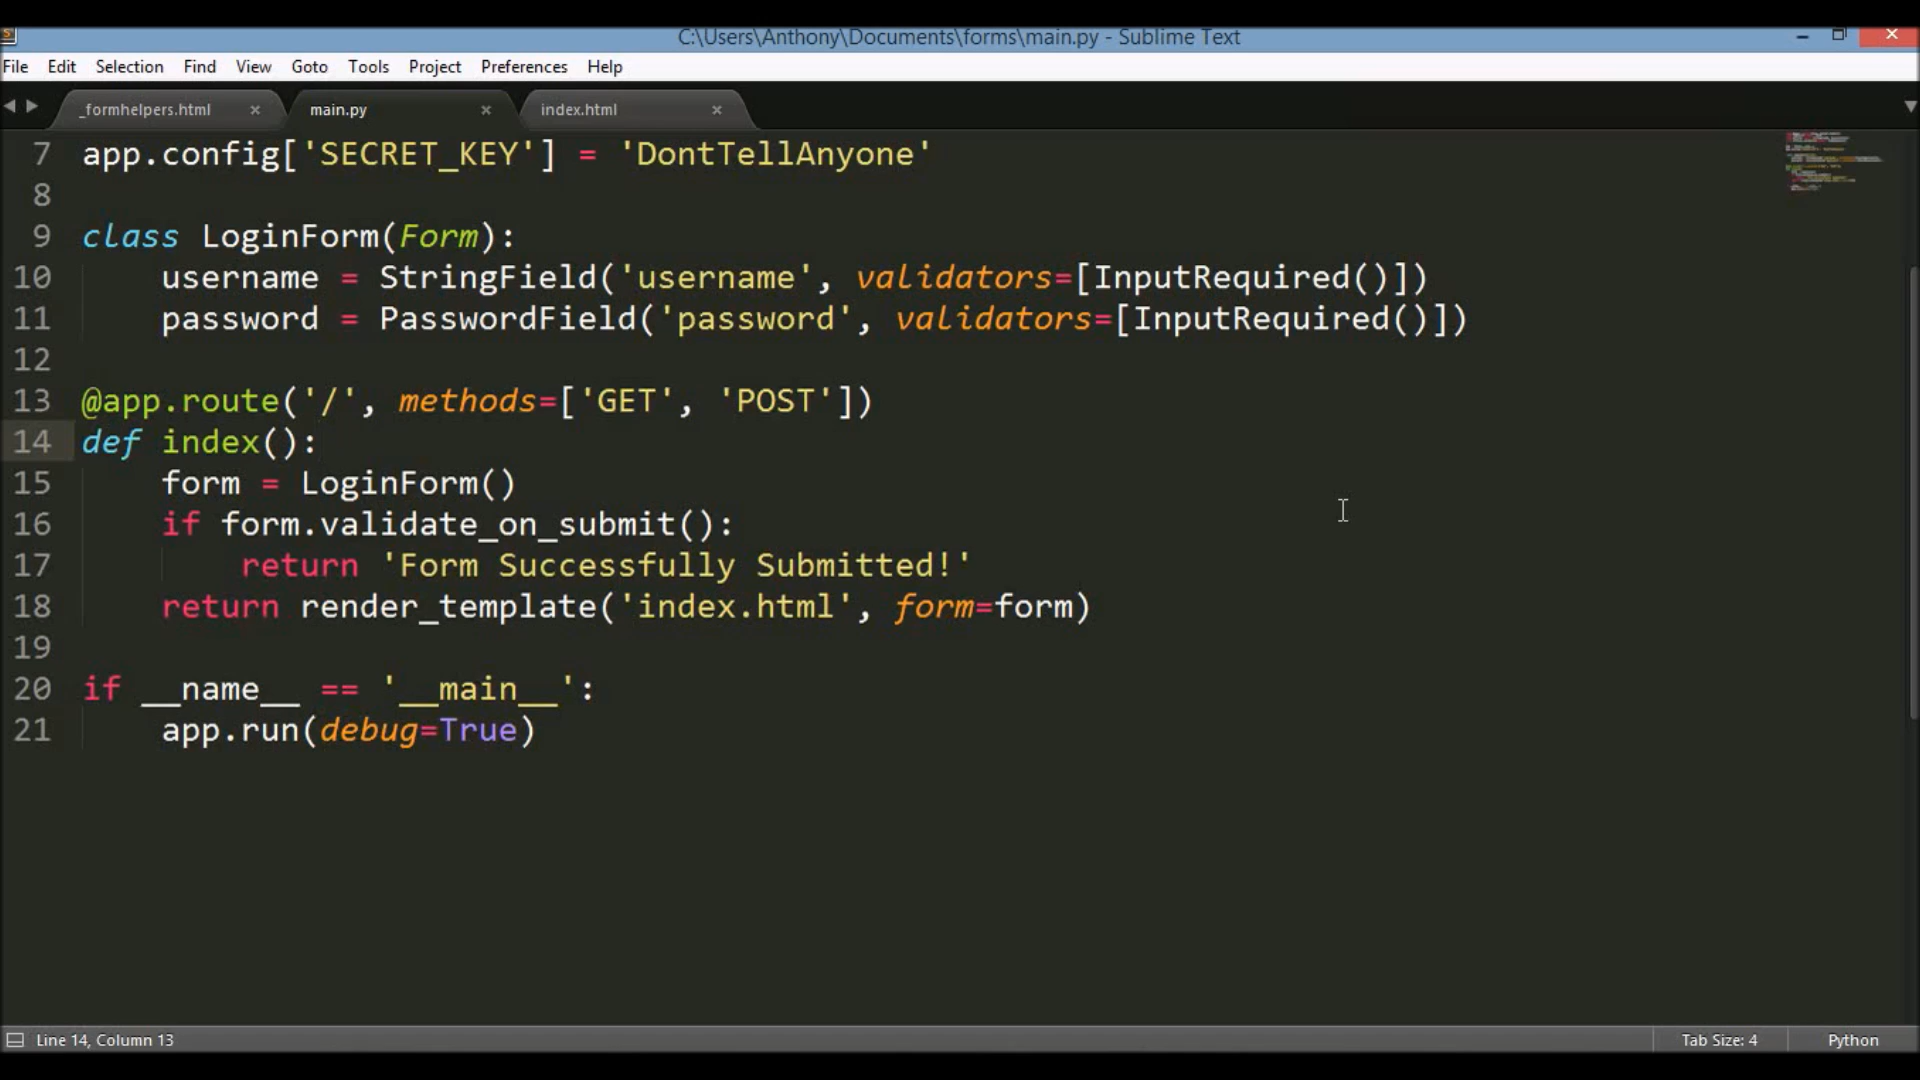 C:\Users\Anthony\Documents\forms\main.py - Sublime Text
File Edit Selection Find View Goto Tools Project Preferences Help
_formhelpers.html × main.py × index.html ×
7 app.config['SECRET_KEY'] = 'DontTellAnyone'
8
9 class LoginForm(Form):
10     username = StringField('username', validators=[InputRequired()])
11     password = PasswordField('password', validators=[InputRequired()])
12
13 @app.route('/', methods=['GET', 'POST'])
14 def index():
15     form = LoginForm()
16     if form.validate_on_submit():
17         return 'Form Successfully Submitted!'
18     return render_template('index.html', form=form)
19
20 if __name__ == '__main__':
21     app.run(debug=True)
Line 14, Column 13 Tab Size: 4 Python